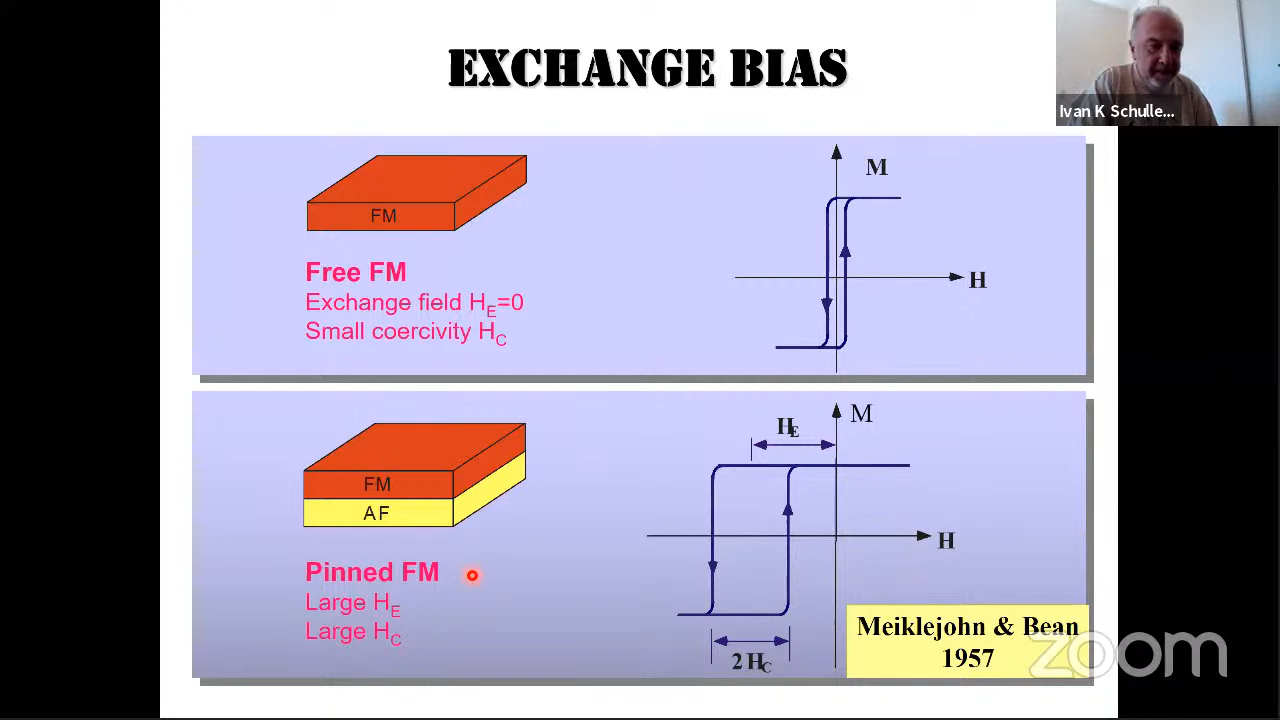 EXCHANGE BIAS
Ivan K Schulle...
FM
Free FM
Exchange field HE=0
Small coercivity HC
M
H
FM
AF
Pinned FM
Large HE
Large HC
HE
M
H
2 HC
Meiklejohn & Bean
1957
zoom